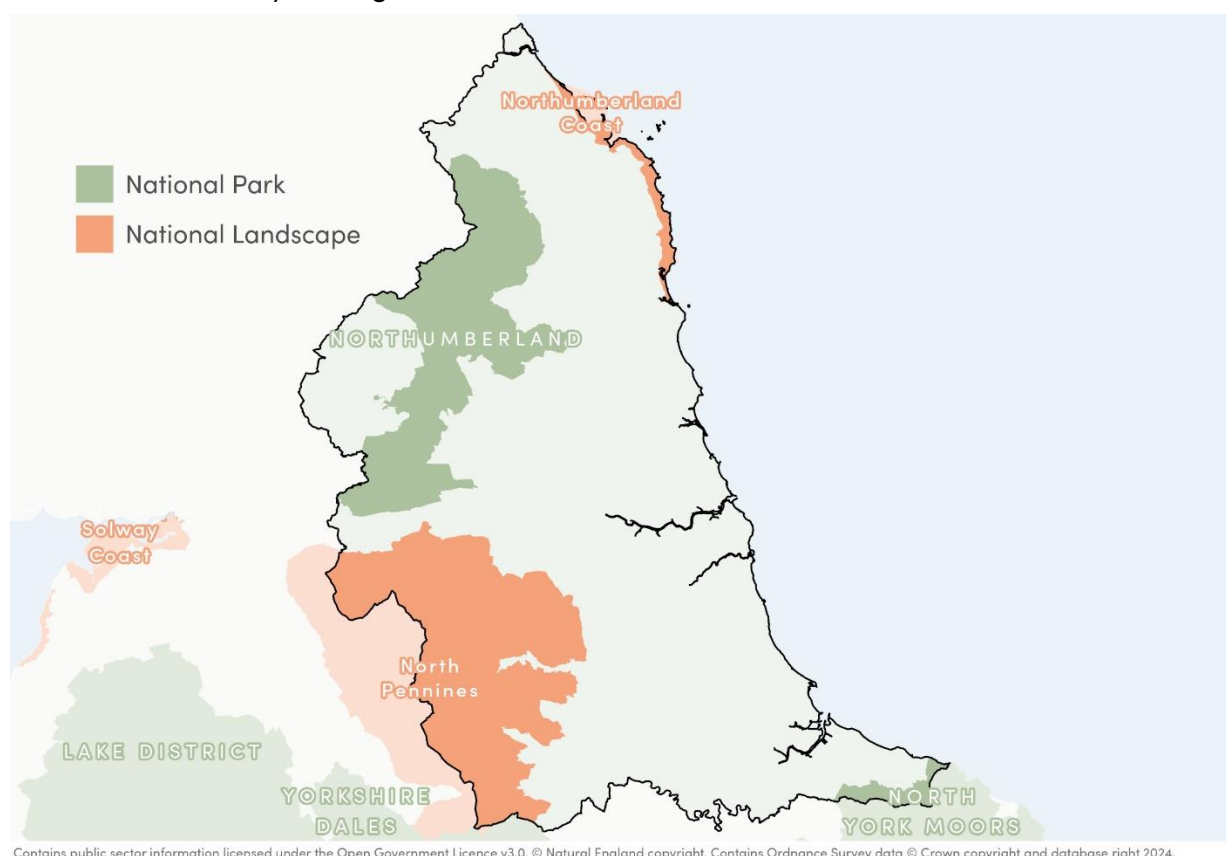 Northumberland
Coast
National Park
National Landscape
NORTHUMBERLAND
Solway
Coast
North
Pennines
LAKE DISTRICT
YORKSHIRE
DALES
NORTH
YORK MOORS
Contains public sector information licensed under the Open Government Licence v3.0. © Natural England copyright. Contains Ordnance Survey data © Crown copyright and database right 2024.